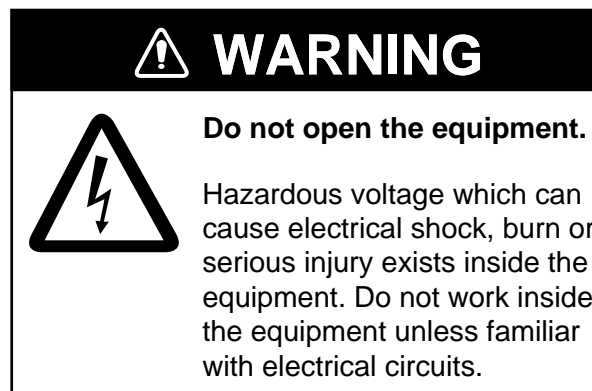 WARNING
Do not open the equipment.
Hazardous voltage which can
cause electrical shock, burn or
serious injury exists inside the
equipment. Do not work inside
the equipment unless familiar
with electrical circuits.